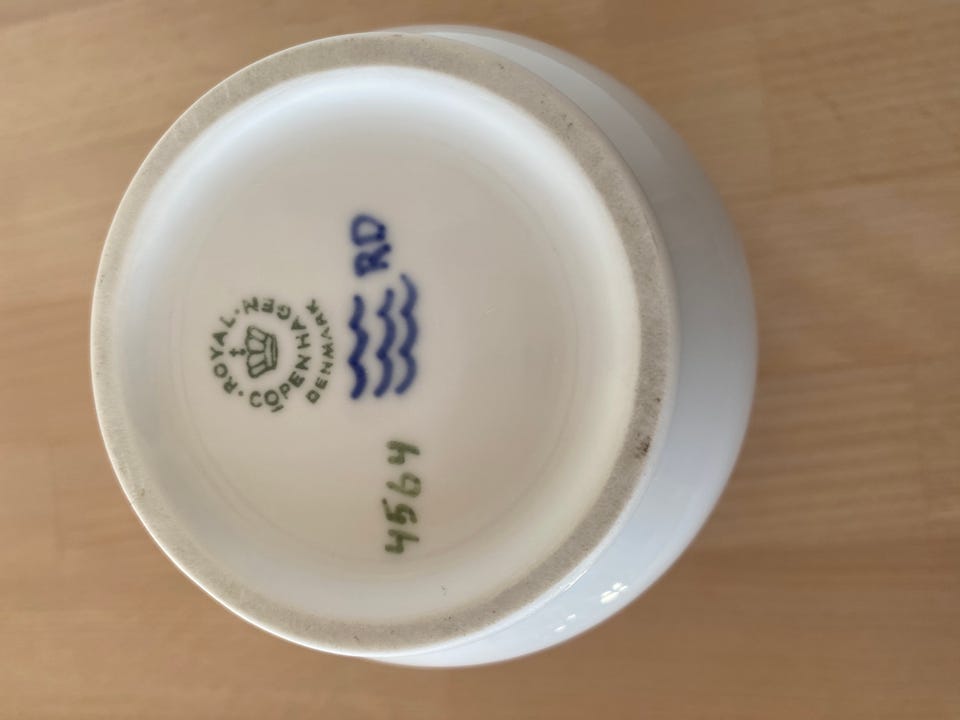 ROYAL
COPENHAGEN
DENMARK
RD
4564